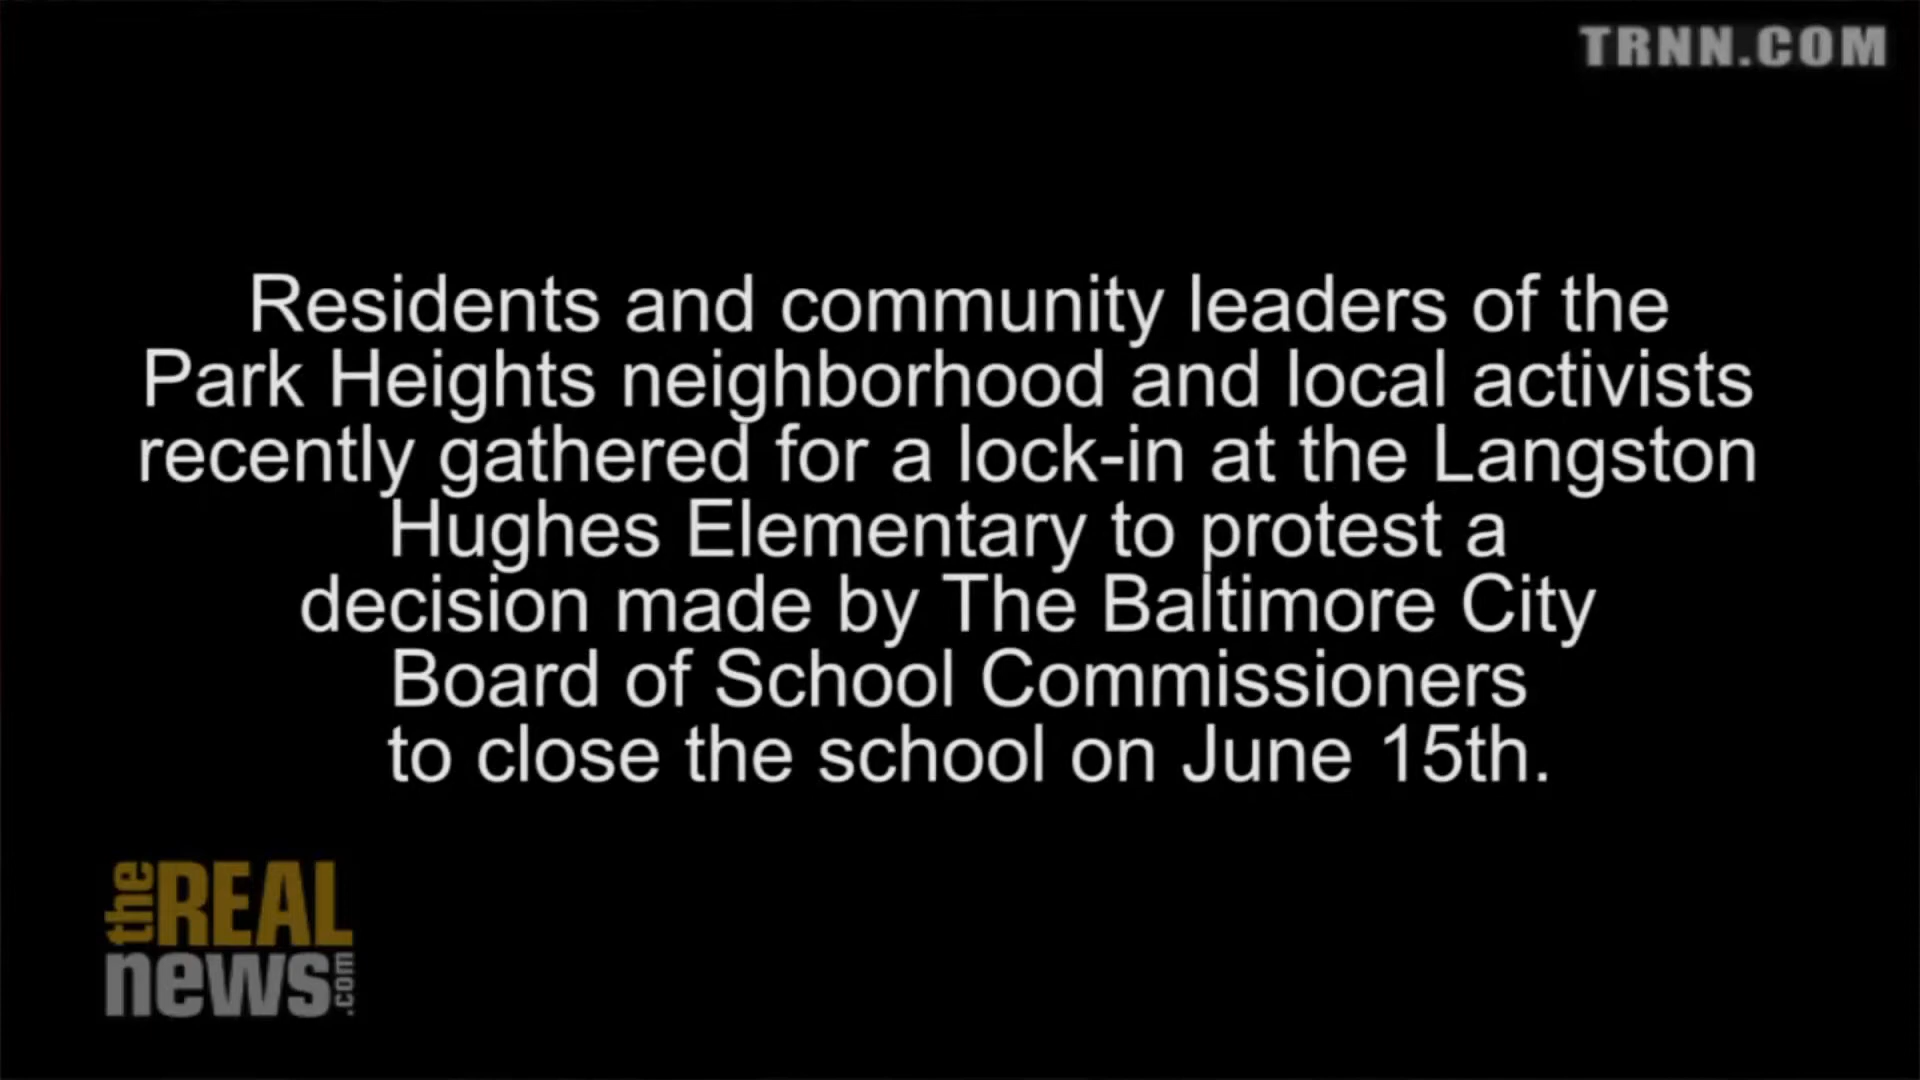 TRNN.COM
Residents and community leaders of the
Park Heights neighborhood and local activists
recently gathered for a lock-in at the Langston
Hughes Elementary to protest a
decision made by The Baltimore City
Board of School Commissioners
to close the school on June 15th.
the REAL
news.com